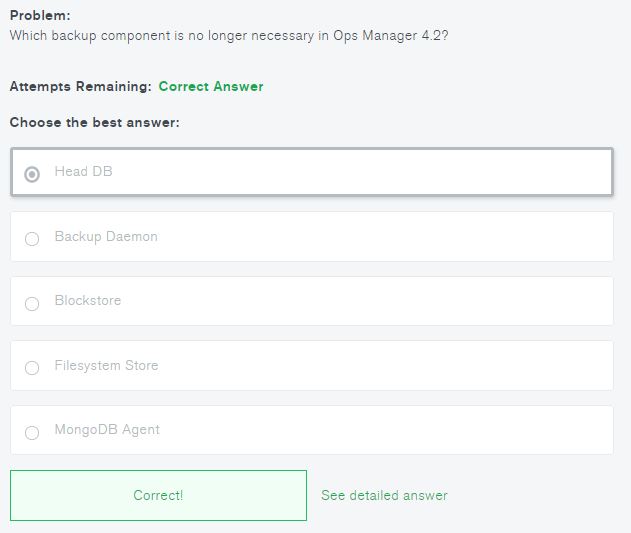 Problem:
Which backup component is no longer necessary in Ops Manager 4.2?
Attempts Remaining: Correct Answer
Choose the best answer:
Head DB
Backup Daemon
Blockstore
Filesystem Store
MongoDB Agent
Correct! See detailed answer